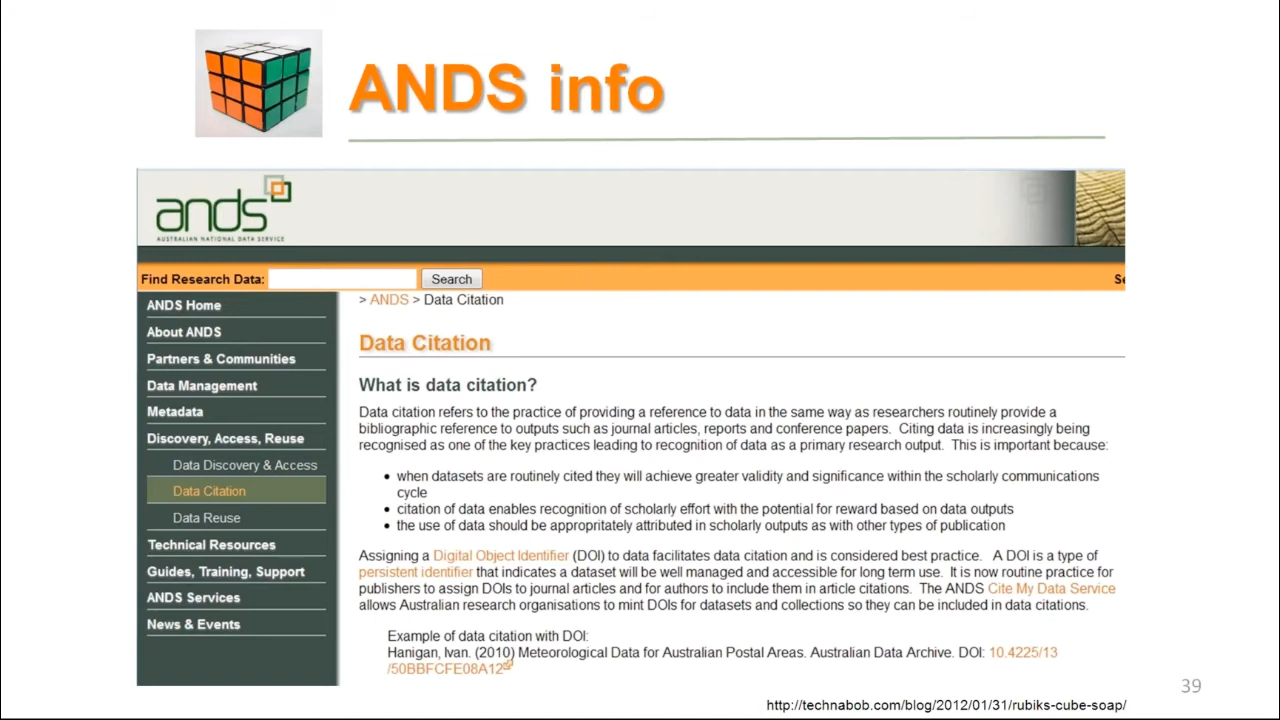 ANDS info
ands
AUSTRALIAN NATIONAL DATA SERVICE
Find Research Data: Search
ANDS Home
About ANDS
Partners & Communities
Data Management
Metadata
Discovery, Access, Reuse
Data Discovery & Access
Data Citation
Data Reuse
Technical Resources
Guides, Training, Support
ANDS Services
News & Events
> ANDS > Data Citation
Data Citation
What is data citation?
Data citation refers to the practice of providing a reference to data in the same way as researchers routinely provide a
bibliographic reference to outputs such as journal articles, reports and conference papers. Citing data is increasingly being
recognised as one of the key practices leading to recognition of data as a primary research output. This is important because:
• when datasets are routinely cited they will achieve greater validity and significance within the scholarly communications
cycle
• citation of data enables recognition of scholarly effort with the potential for reward based on data outputs
• the use of data should be appropritately attributed in scholarly outputs as with other types of publication
Assigning a Digital Object Identifier (DOI) to data facilitates data citation and is considered best practice. A DOI is a type of
persistent identifier that indicates a dataset will be well managed and accessible for long term use. It is now routine practice for
publishers to assign DOIs to journal articles and for authors to include them in article citations. The ANDS Cite My Data Service
allows Australian research organisations to mint DOIs for datasets and collections so they can be included in data citations.
Example of data citation with DOI:
Hanigan, Ivan. (2010) Meteorological Data for Australian Postal Areas. Australian Data Archive. DOI: 10.4225/13
/50BBFCFE08A12
39
http://technabob.com/blog/2012/01/31/rubiks-cube-soap/